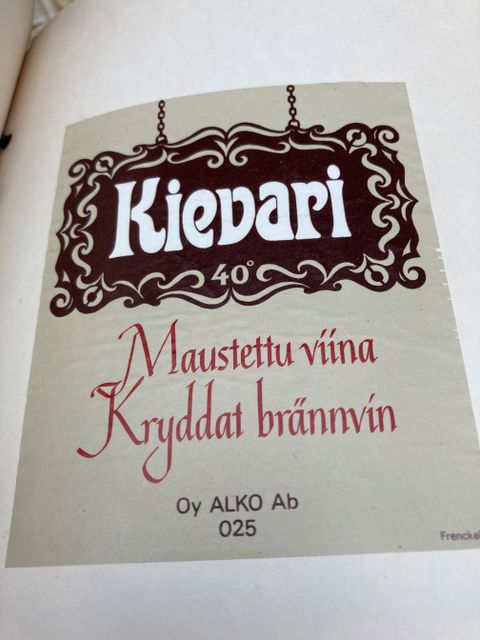 Kievari
40°
Maustettu viina
Kryddat brännvin
Oy ALKO Ab
025
Frenckel